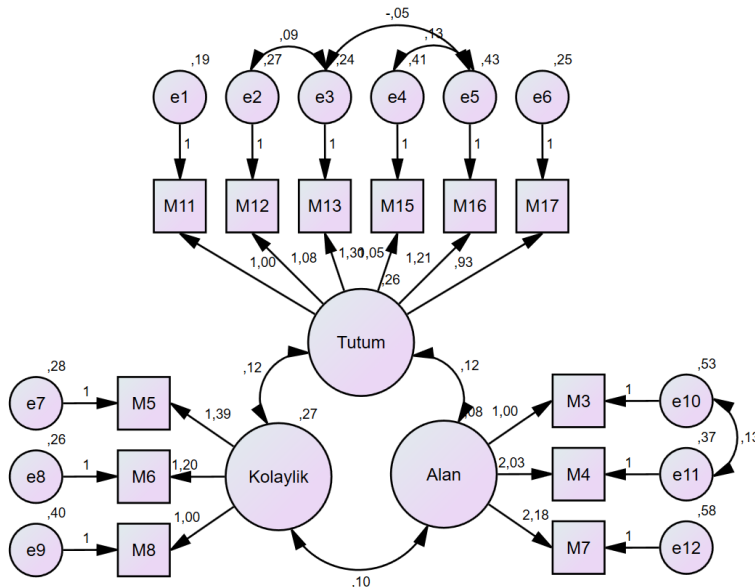 -,05
,09
,13
,19
,27
,24
,41
,43
,25
e1
e2
e3
e4
e5
e6
1
1
1
1
1
1
M11
M12
M13
M15
M16
M17
1,00
1,08
1,30
1,05
1,21
,93
,26
Tutum
,12
,12
,28
e7
1
M5
1,39
,27
,26
e8
1
M6
1,20
Kolaylik
,40
e9
1
M8
1,00
,08
1,00
M3
1
,53
e10
Alan
2,03
M4
1
,37
e11
,13
2,18
M7
1
,58
e12
,10